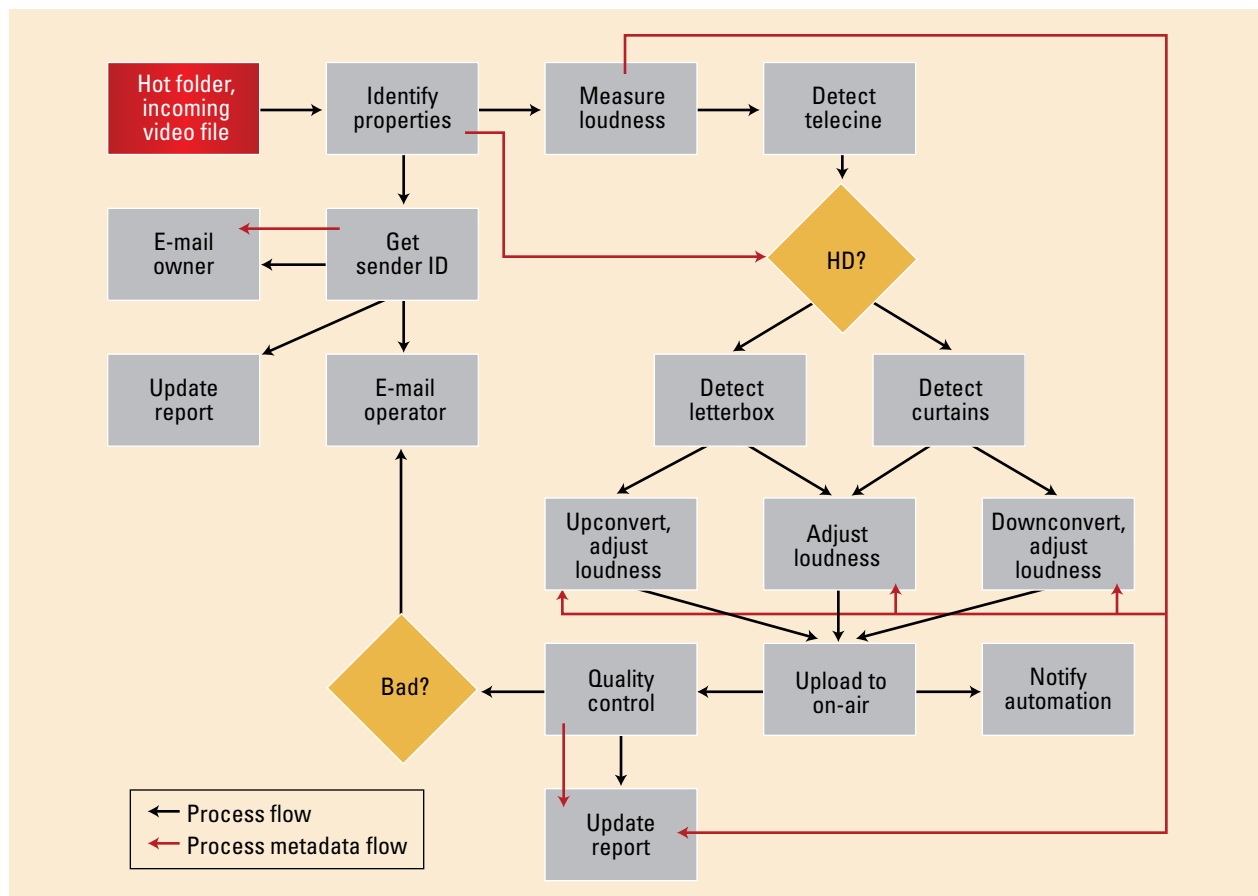 Hot folder,
incoming
video file
Identify
properties
Measure
loudness
Detect
telecine
E-mail
owner
Get
sender ID
HD?
Update
report
E-mail
operator
Detect
letterbox
Detect
curtains
Upconvert,
adjust
loudness
Adjust
loudness
Downconvert,
adjust
loudness
Bad?
Quality
control
Upload to
on-air
Notify
automation
Update
report
Process flow
Process metadata flow